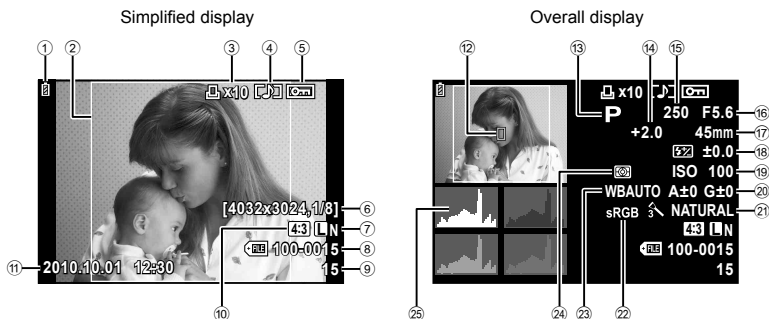 Simplified display
Overall display
① ② ③ ④ ⑤
x10
[4032x3024,1/8] ⑥
4:3 L N ⑦
FILE 100-0015 ⑧
⑪ 2010.10.01 12:30 15 ⑨
⑩
⑫ ⑬ ⑭ ⑮
x10
P 250 F5.6 ⑯
+2.0 45mm ⑰
±0.0 ⑱
ISO 100 ⑲
WBAUTO A±0 G±0 ⑳
sRGB 3 NATURAL ㉑
4:3 L N
FILE 100-0015
15
㉕ ㉔ ㉓ ㉒